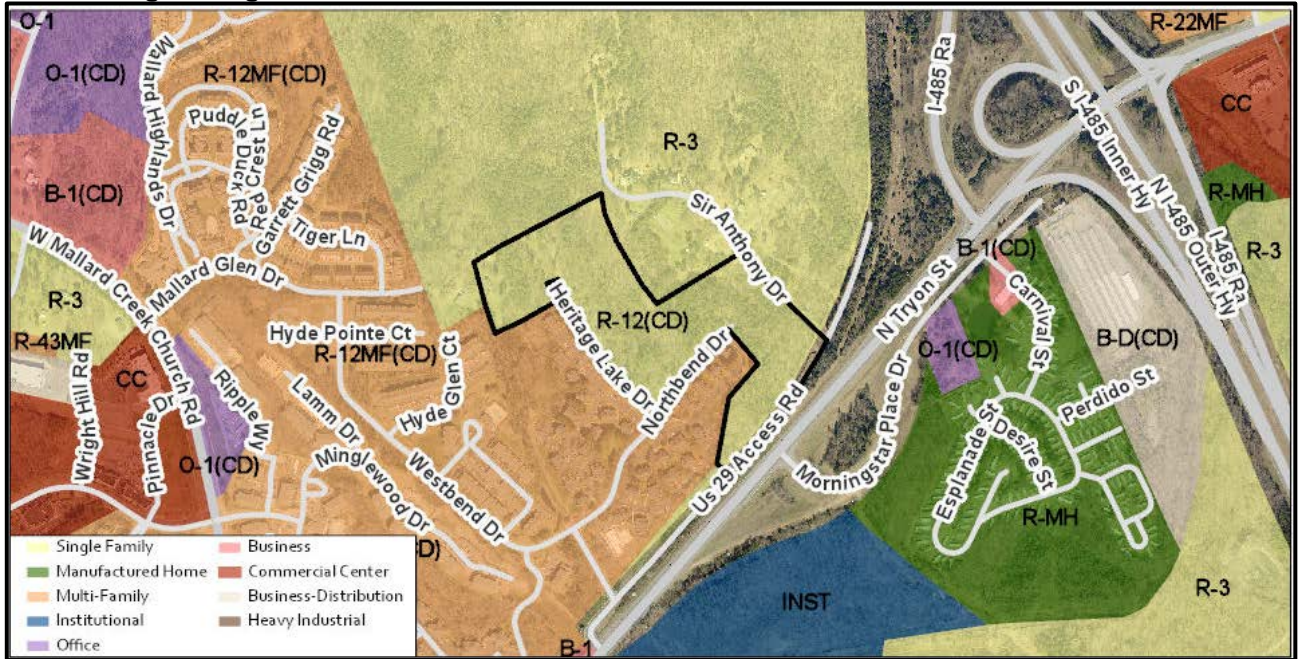 O-1
O-1(CD)
R-12MF(CD)
Mallard Highlands Dr
Puddle Duck Rd
Red Crest Ln
Garrett Grigg Rd
Tiger Ln
B-1(CD)
W Mallard Creek Church Rd
Mallard Glen Dr
R-3
R-43MF
Wright Hill Rd
CC
Pinnacle Dr
O-1(CD)
Ripple Wy
Hyde Pointe Ct
R-12MF(CD)
Hyde Glen Ct
Lamm Dr
Minglewood Dr
Westbend Dr
R-3
Sir Anthony Dr
Heritage Lake Dr
R-12(CD)
Northbend Dr
Us 29 Access Rd
N Tryon St
I-485 Ra
S I-485 Inner Hy
N I-485 Outer Hy
I-485 Ra
R-22MF
CC
R-MH
R-3
B-1(CD)
Carnival St
O-1(CD)
B-D(CD)
Perdido St
Esplanade St
Desire St
Morningstar Place Dr
R-MH
R-3
INST
B-1
Single Family
Manufactured Home
Multi-Family
Institutional
Office
Business
Commercial Center
Business-Distribution
Heavy Industrial